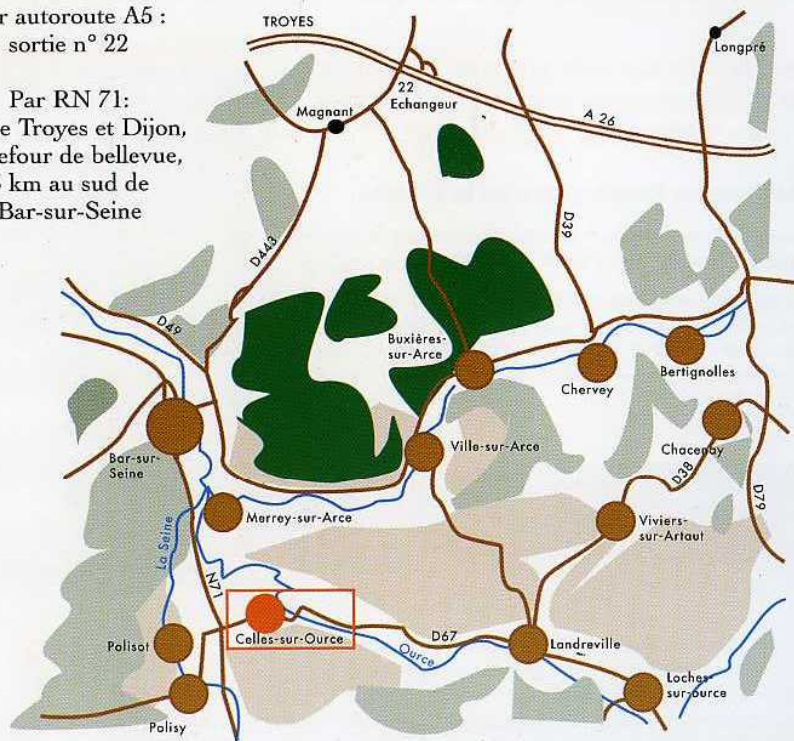 r autoroute A5 :
sortie n° 22
Par RN 71:
e Troyes et Dijon,
efour de bellevue,
km au sud de
Bar-sur-Seine
TROYES
Longpré
22
Echangeur
Magnant
A 26
D443
D39
D49
Buxières-
sur-Arce
Chervey
Bertignolles
Bar-sur-
Seine
Ville-sur-Arce
Chacenay
D38
D79
Merrey-sur-Arce
Viviers-
sur-Artaut
La Seine
N71
Celles-sur-Ource
D67
Landreville
Polisot
Ource
Loches-
sur-ource
Polisy